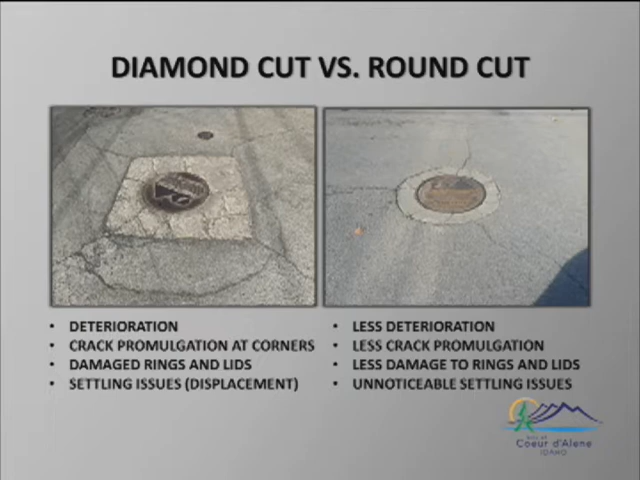 DIAMOND CUT VS. ROUND CUT
• DETERIORATION
• CRACK PROMULGATION AT CORNERS
• DAMAGED RINGS AND LIDS
• SETTLING ISSUES (DISPLACEMENT)
• LESS DETERIORATION
• LESS CRACK PROMULGATION
• LESS DAMAGE TO RINGS AND LIDS
• UNNOTICEABLE SETTLING ISSUES
Coeur d'Alene
IDAHO